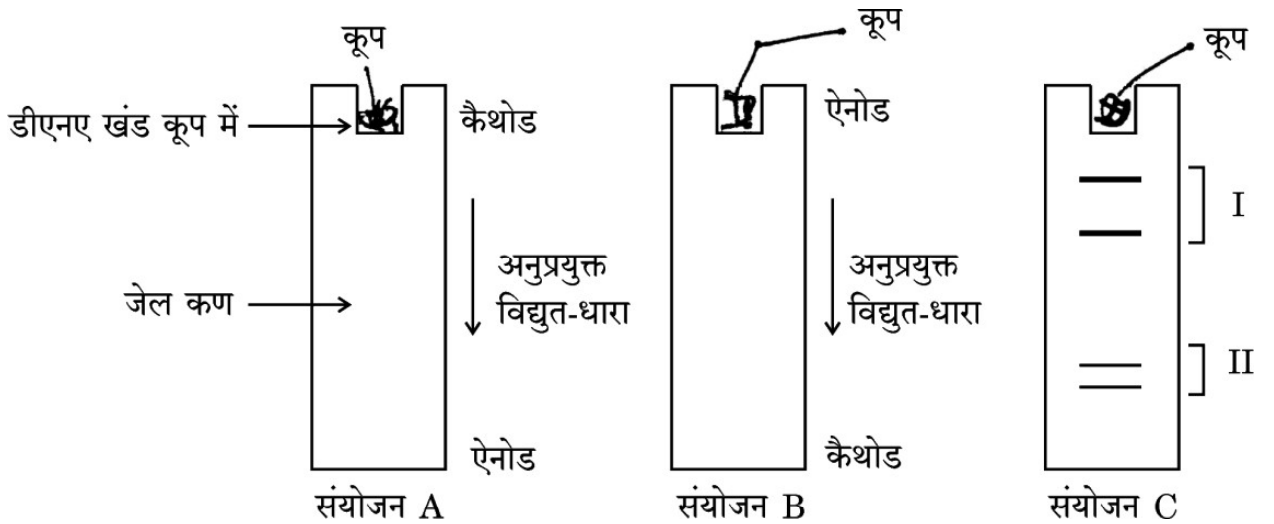 कूप
डीएनए खंड कूप में
कैथोड
जेल कण
अनुप्रयुक्त
विद्युत-धारा
ऐनोड
संयोजन A
कूप
ऐनोड
अनुप्रयुक्त
विद्युत-धारा
कैथोड
संयोजन B
कूप
I
II
संयोजन C